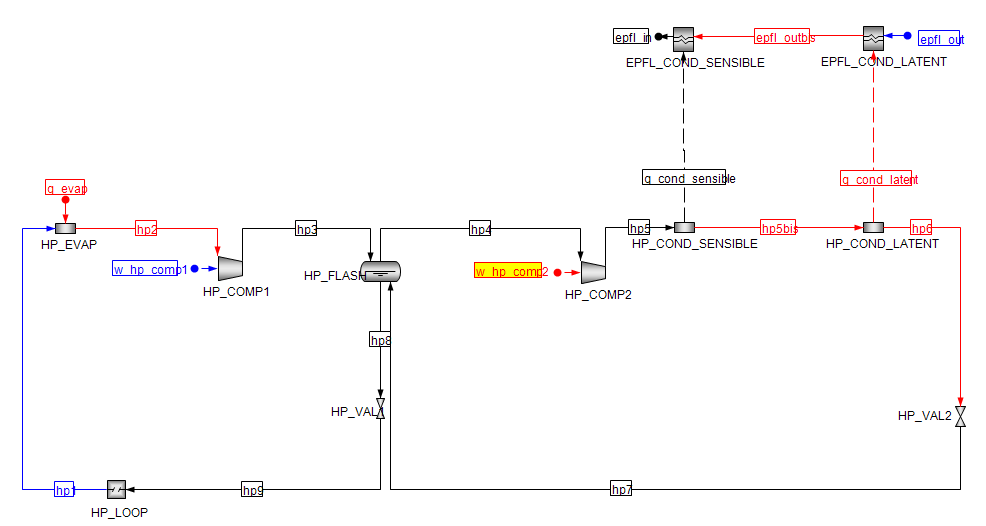 epfl_in
epfl_outbis
epfl_out
EPFL_COND_SENSIBLE
EPFL_COND_LATENT
q_cond_sensible
q_cond_latent
q_evap
hp2
hp3
hp4
hp5
hp5bis
hp6
HP_EVAP
HP_COND_SENSIBLE
HP_COND_LATENT
w_hp_comp1
HP_FLASH
w_hp_comp2
HP_COMP1
HP_COMP2
hp8
HP_VAL1
HP_VAL2
hp1
hp9
hp7
HP_LOOP